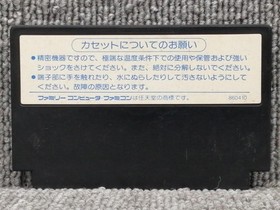 カセットについてのお願い
●精密機器ですので、極端な温度条件下での使用や保管および強い
ショックをさけてください。また、絶対に分解しないでください。
●端子部に手を触れたり、水にぬらしたりして汚さないようにして
ください。故障の原因となります。
ファミリーコンピュータ・ファミコンは任天堂の商標です。